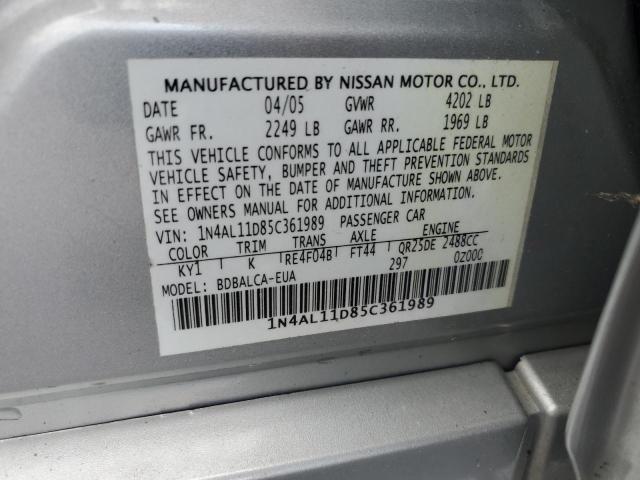 MANUFACTURED BY NISSAN MOTOR CO., LTD.
DATE 04/05 GVWR 4202 LB
GAWR FR. 2249 LB GAWR RR. 1969 LB
THIS VEHICLE CONFORMS TO ALL APPLICABLE FEDERAL MOTOR
VEHICLE SAFETY, BUMPER AND THEFT PREVENTION STANDARDS
IN EFFECT ON THE DATE OF MANUFACTURE SHOWN ABOVE.
SEE OWNERS MANUAL FOR ADDITIONAL INFORMATION.
VIN: 1N4AL11D85C361989 PASSENGER CAR
COLOR TRIM TRANS AXLE ENGINE
KY1 K RE4F04B FT44 QR25DE 2488CC
297 0Z000
MODEL: BDBALCA-EUA
1N4AL11D85C361989